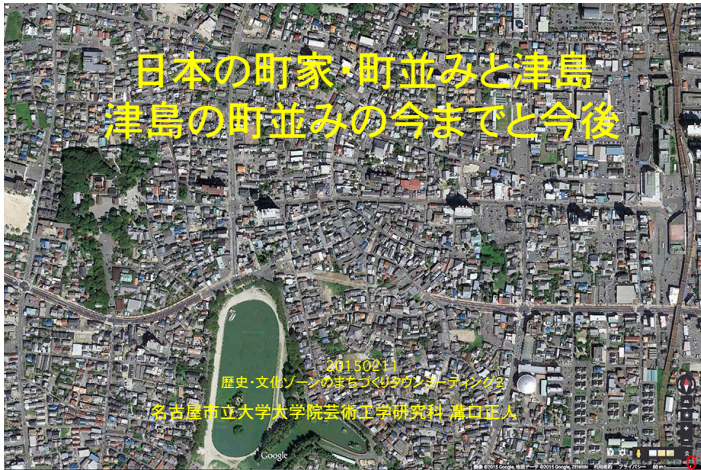 日本の町家・町並みと津島
津島の町並みの今までと今後
20150211
歴史・文化ゾーンのまちづくりタウンミーティング2
名古屋市立大学大学院芸術工学研究科 溝口正人
Google